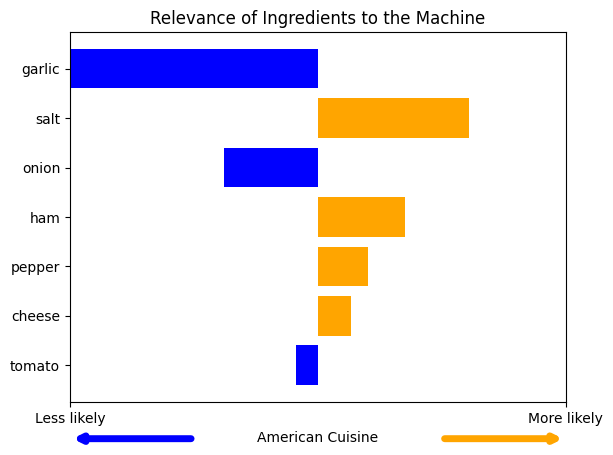 Relevance of Ingredients to the Machine
garlic
salt
onion
ham
pepper
cheese
tomato
Less likely
More likely
American Cuisine